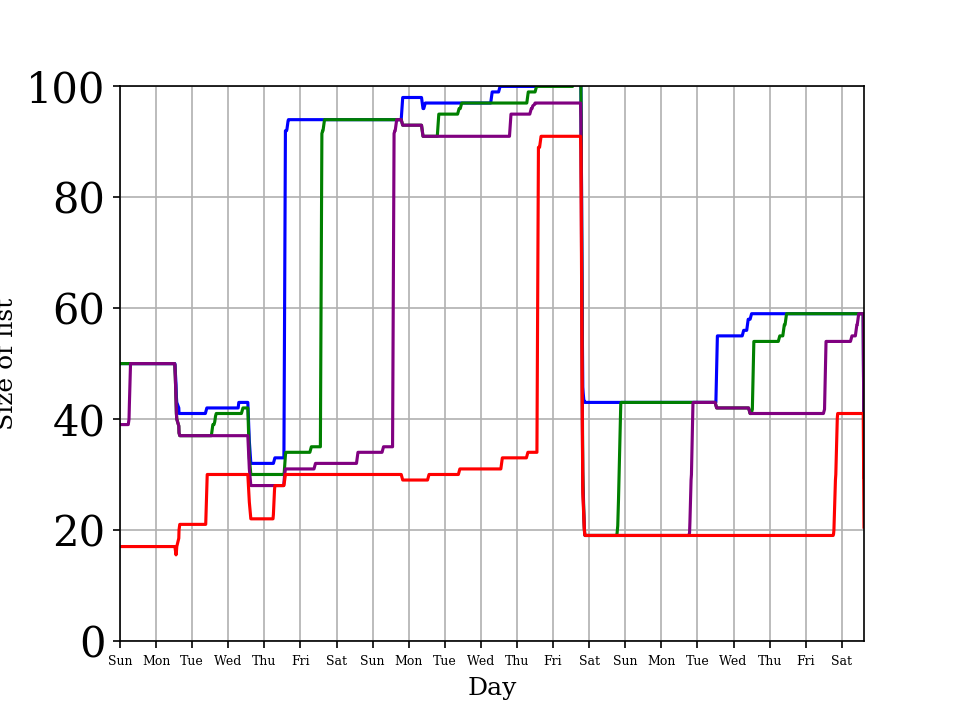 100
80
60
40
20
0
Size of list
Sun Mon Tue Wed Thu Fri Sat Sun Mon Tue Wed Thu Fri Sat Sun Mon Tue Wed Thu Fri Sat
Day